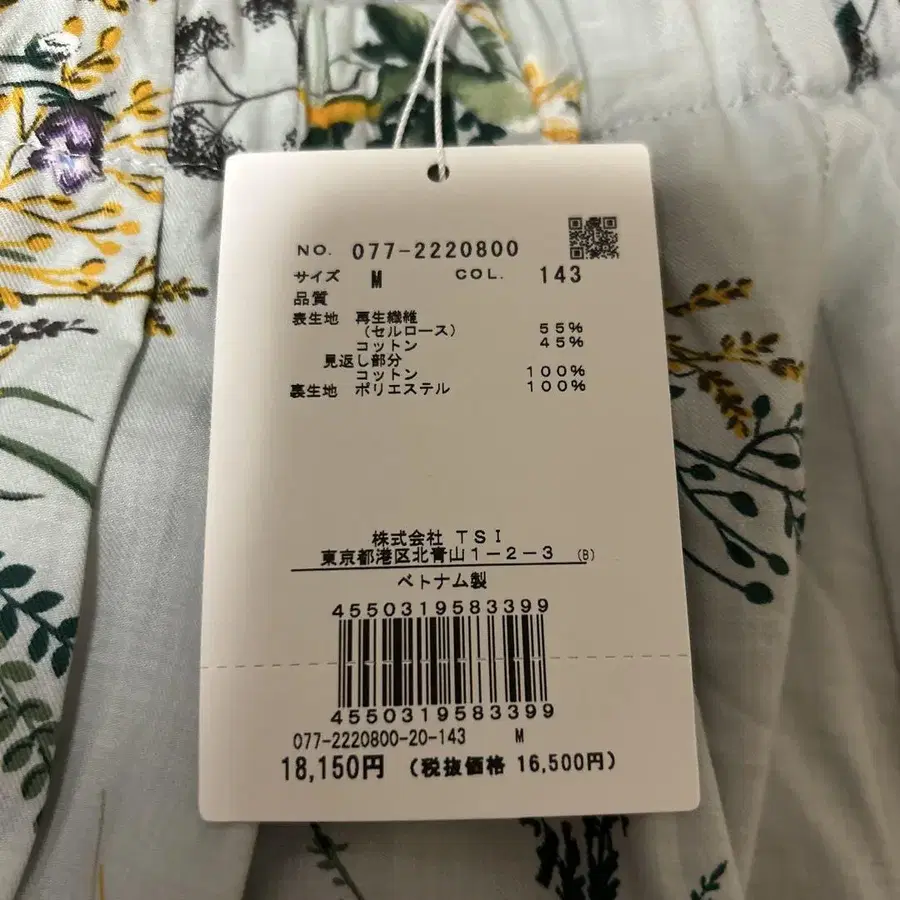 NO. 077-2220800
サイズ M COL. 143
品質
表生地 再生繊維
（セルロース） 55%
コットン 45%
見返し部分
コットン 100%
裏生地 ポリエステル 100%
株式会社 TSI
東京都港区北青山1-2-3 (B)
ベトナム製
4550319583399
4550319583399
077-2220800-20-143 M
18,150円 (税抜価格 16,500円)